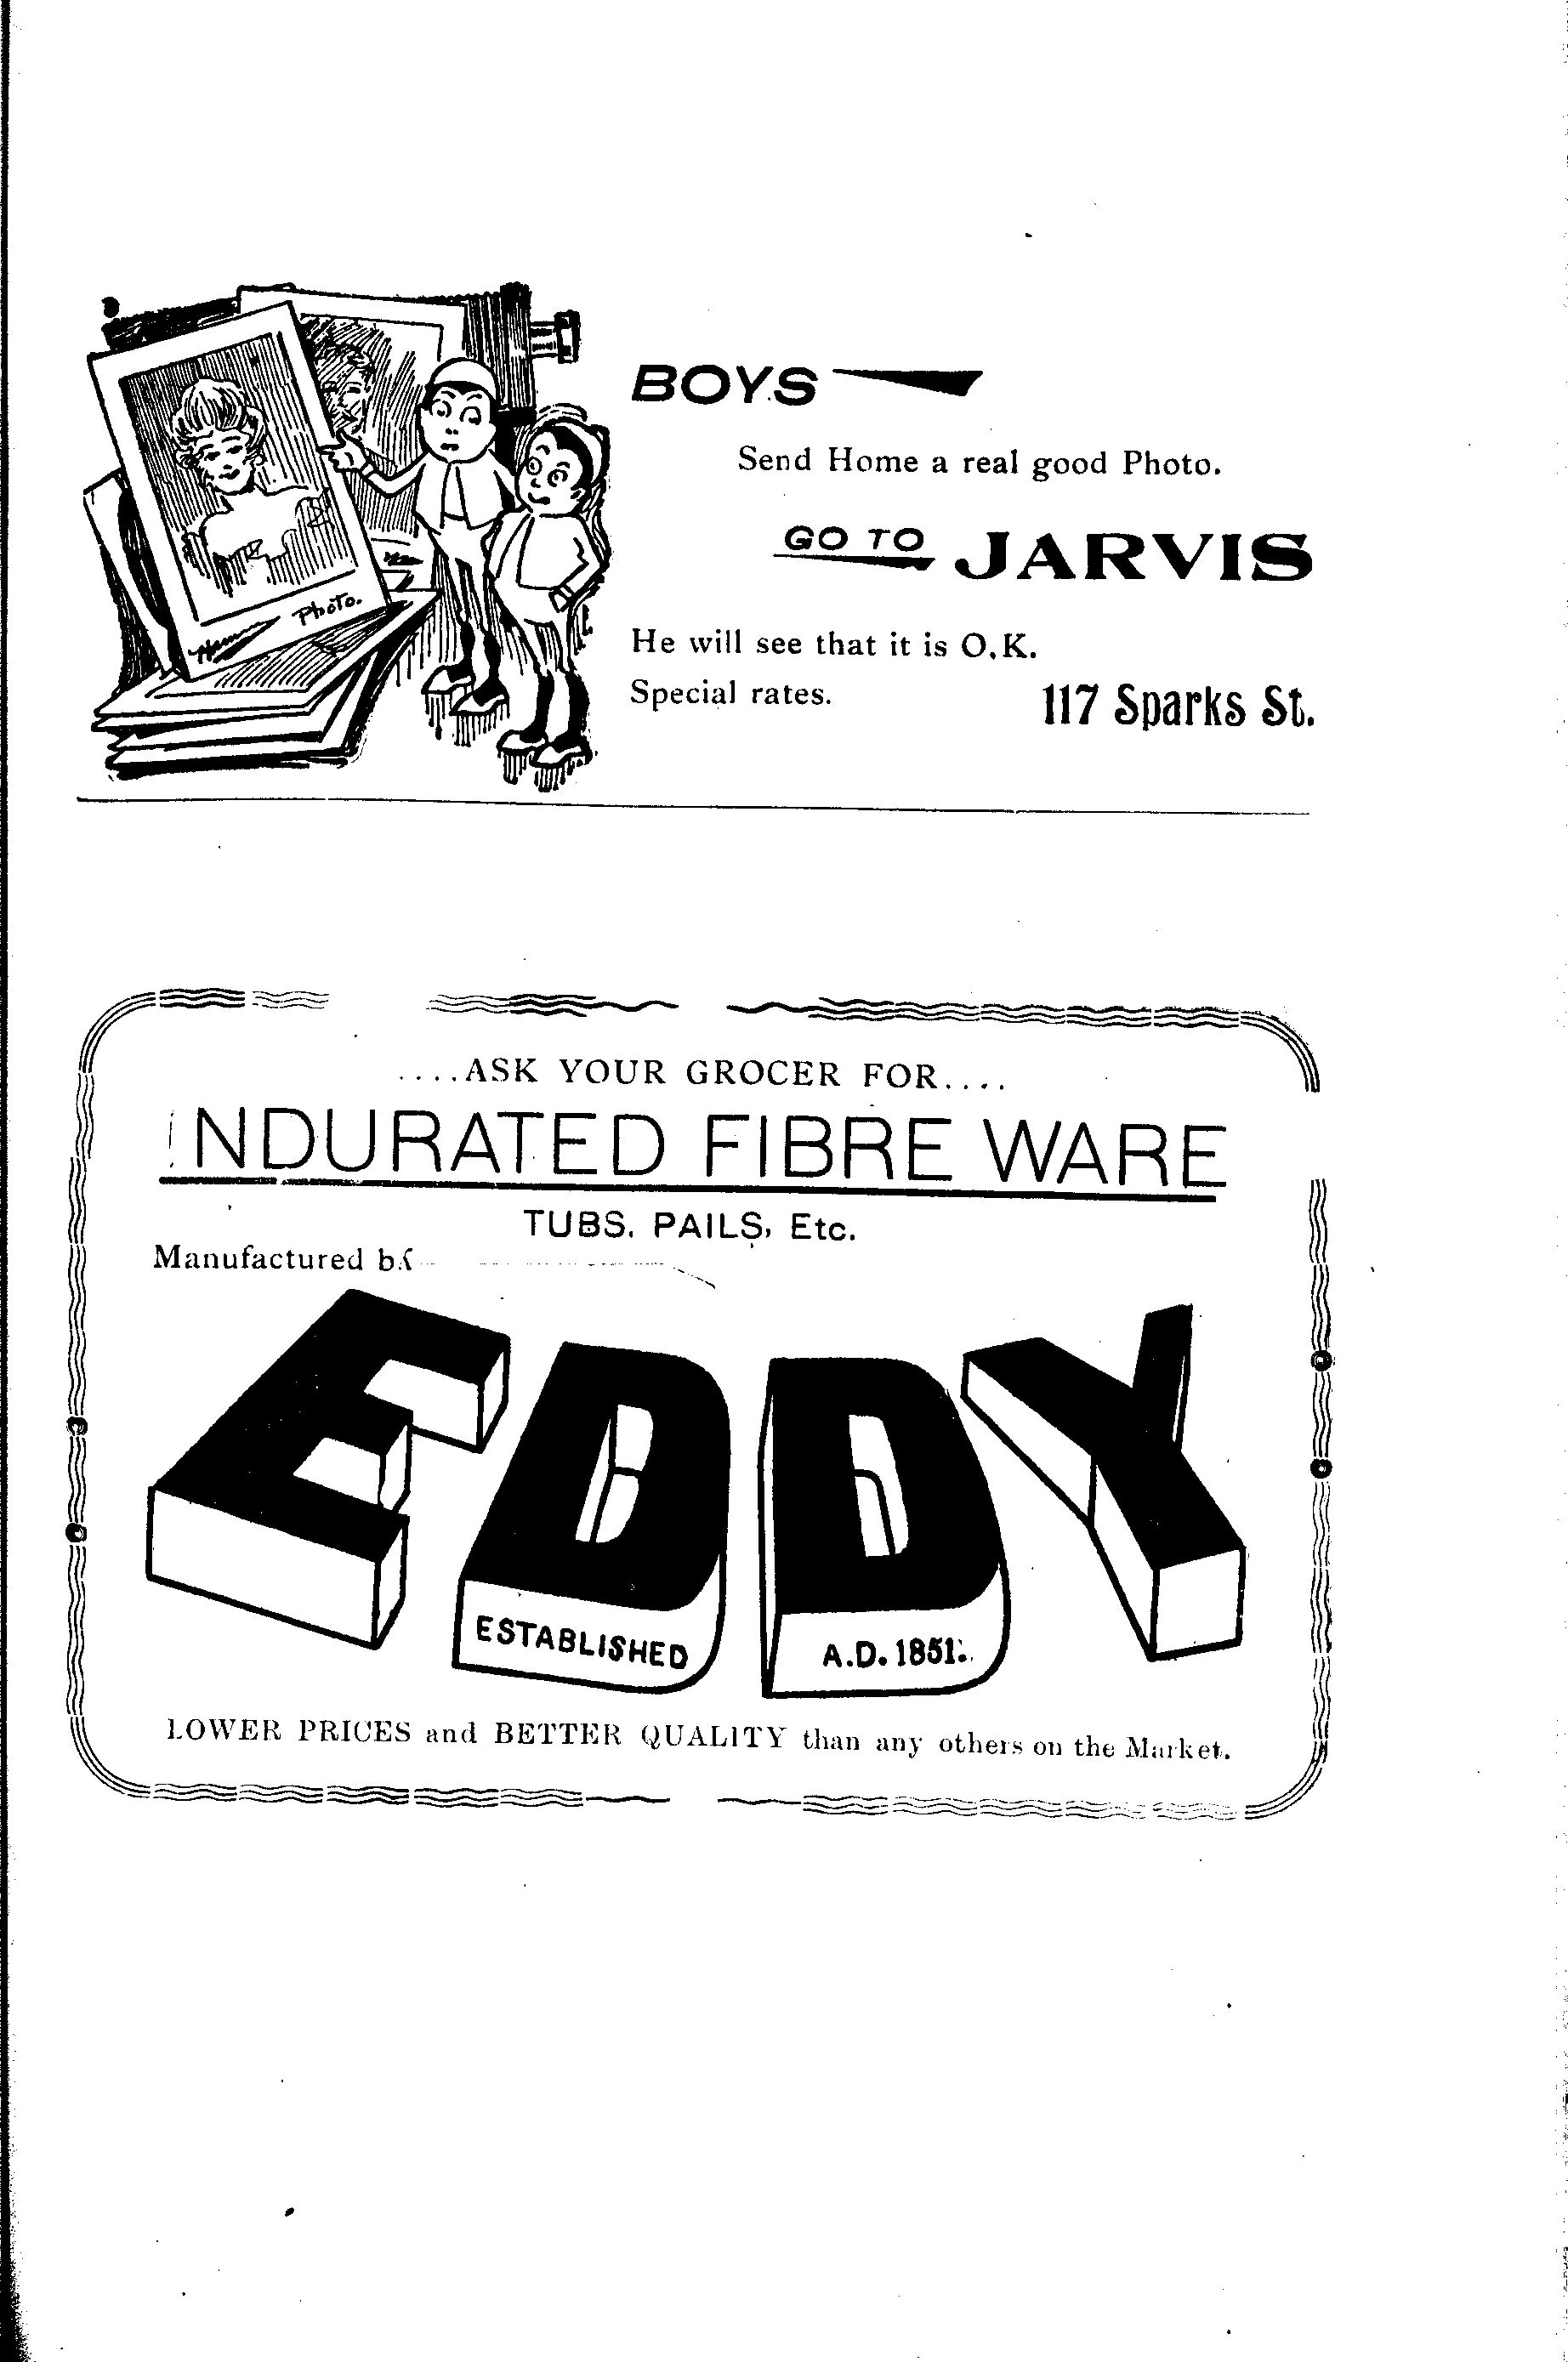 Photo.
BOYS
Send Home a real good Photo.
GO TO JARVIS
He will see that it is O.K.
Special rates.
117 Sparks St.
....ASK YOUR GROCER FOR....
INDURATED FIBRE WARE
TUBS, PAILS, Etc.
Manufactured by
EDDY
ESTABLISHED
A.D. 1851.
LOWER PRICES and BETTER QUALITY than any others on the Market.